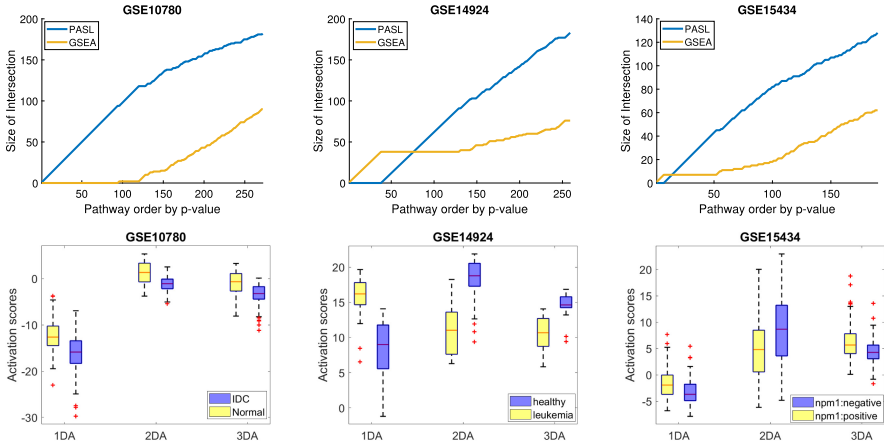 GSE10780
200
150
100
50
0
PASL
GSEA
Size of Intersection
50 100 150 200 250
Pathway order by p-value
GSE14924
200
150
100
50
0
PASL
GSEA
Size of Intersection
50 100 150 200 250
Pathway order by p-value
GSE15434
140
120
100
80
60
40
20
0
PASL
GSEA
Size of Intersection
50 100 150
Pathway order by p-value
GSE10780
0
-10
-20
-30
Activation scores
IDC
Normal
1DA 2DA 3DA
GSE14924
20
15
10
5
0
Activation scores
healthy
leukemia
1DA 2DA 3DA
GSE15434
20
15
10
5
0
-5
Activation scores
npm1:negative
npm1:positive
1DA 2DA 3DA